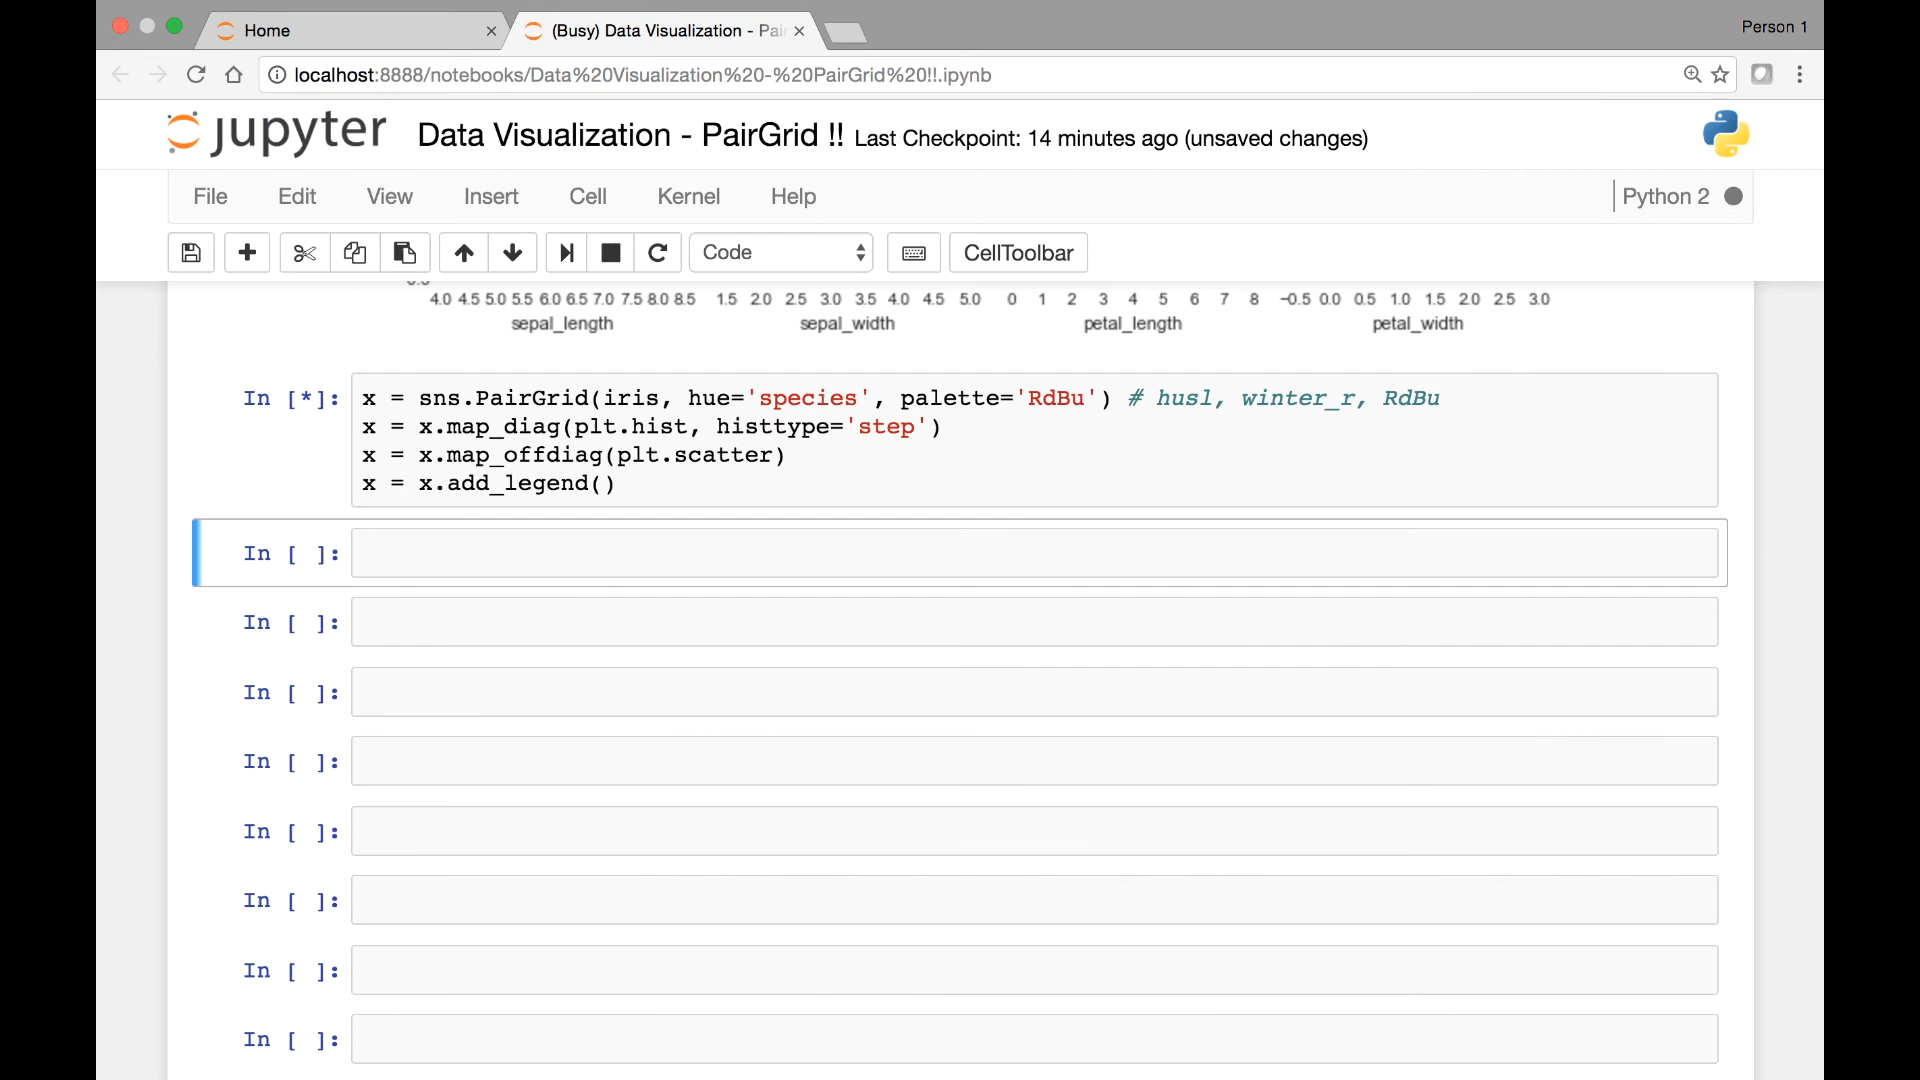 Home
(Busy) Data Visualization - Pai
Person 1
localhost:8888/notebooks/Data%20Visualization%20-%20PairGrid%20!!.ipynb
jupyter Data Visualization - PairGrid !! Last Checkpoint: 14 minutes ago (unsaved changes)
File Edit View Insert Cell Kernel Help Python 2
Code CellToolbar
4.0 4.5 5.0 5.5 6.0 6.5 7.0 7.5 8.0 8.5 1.5 2.0 2.5 3.0 3.5 4.0 4.5 5.0 0 1 2 3 4 5 6 7 8 −0.5 0.0 0.5 1.0 1.5 2.0 2.5 3.0
sepal_length sepal_width petal_length petal_width
In [*]: x = sns.PairGrid(iris, hue='species', palette='RdBu') # husl, winter_r, RdBu
x = x.map_diag(plt.hist, histtype='step')
x = x.map_offdiag(plt.scatter)
x = x.add_legend()
In [ ]:
In [ ]:
In [ ]:
In [ ]:
In [ ]:
In [ ]:
In [ ]:
In [ ]: